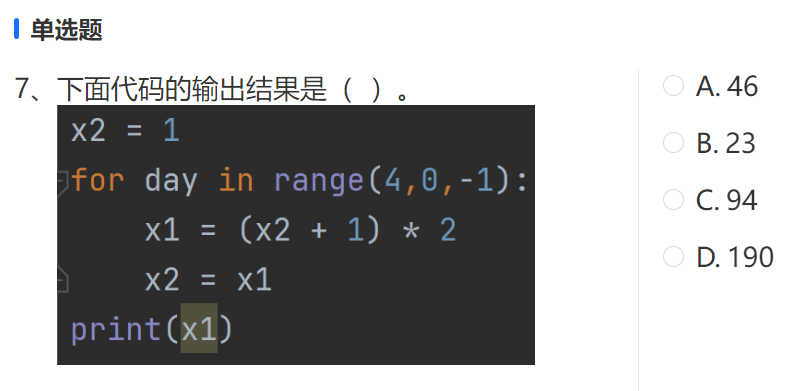 单选题
7、下面代码的输出结果是（  ）。
x2 = 1
for day in range(4,0,-1):
    x1 = (x2 + 1) * 2
    x2 = x1
print(x1)
A. 46
B. 23
C. 94
D. 190